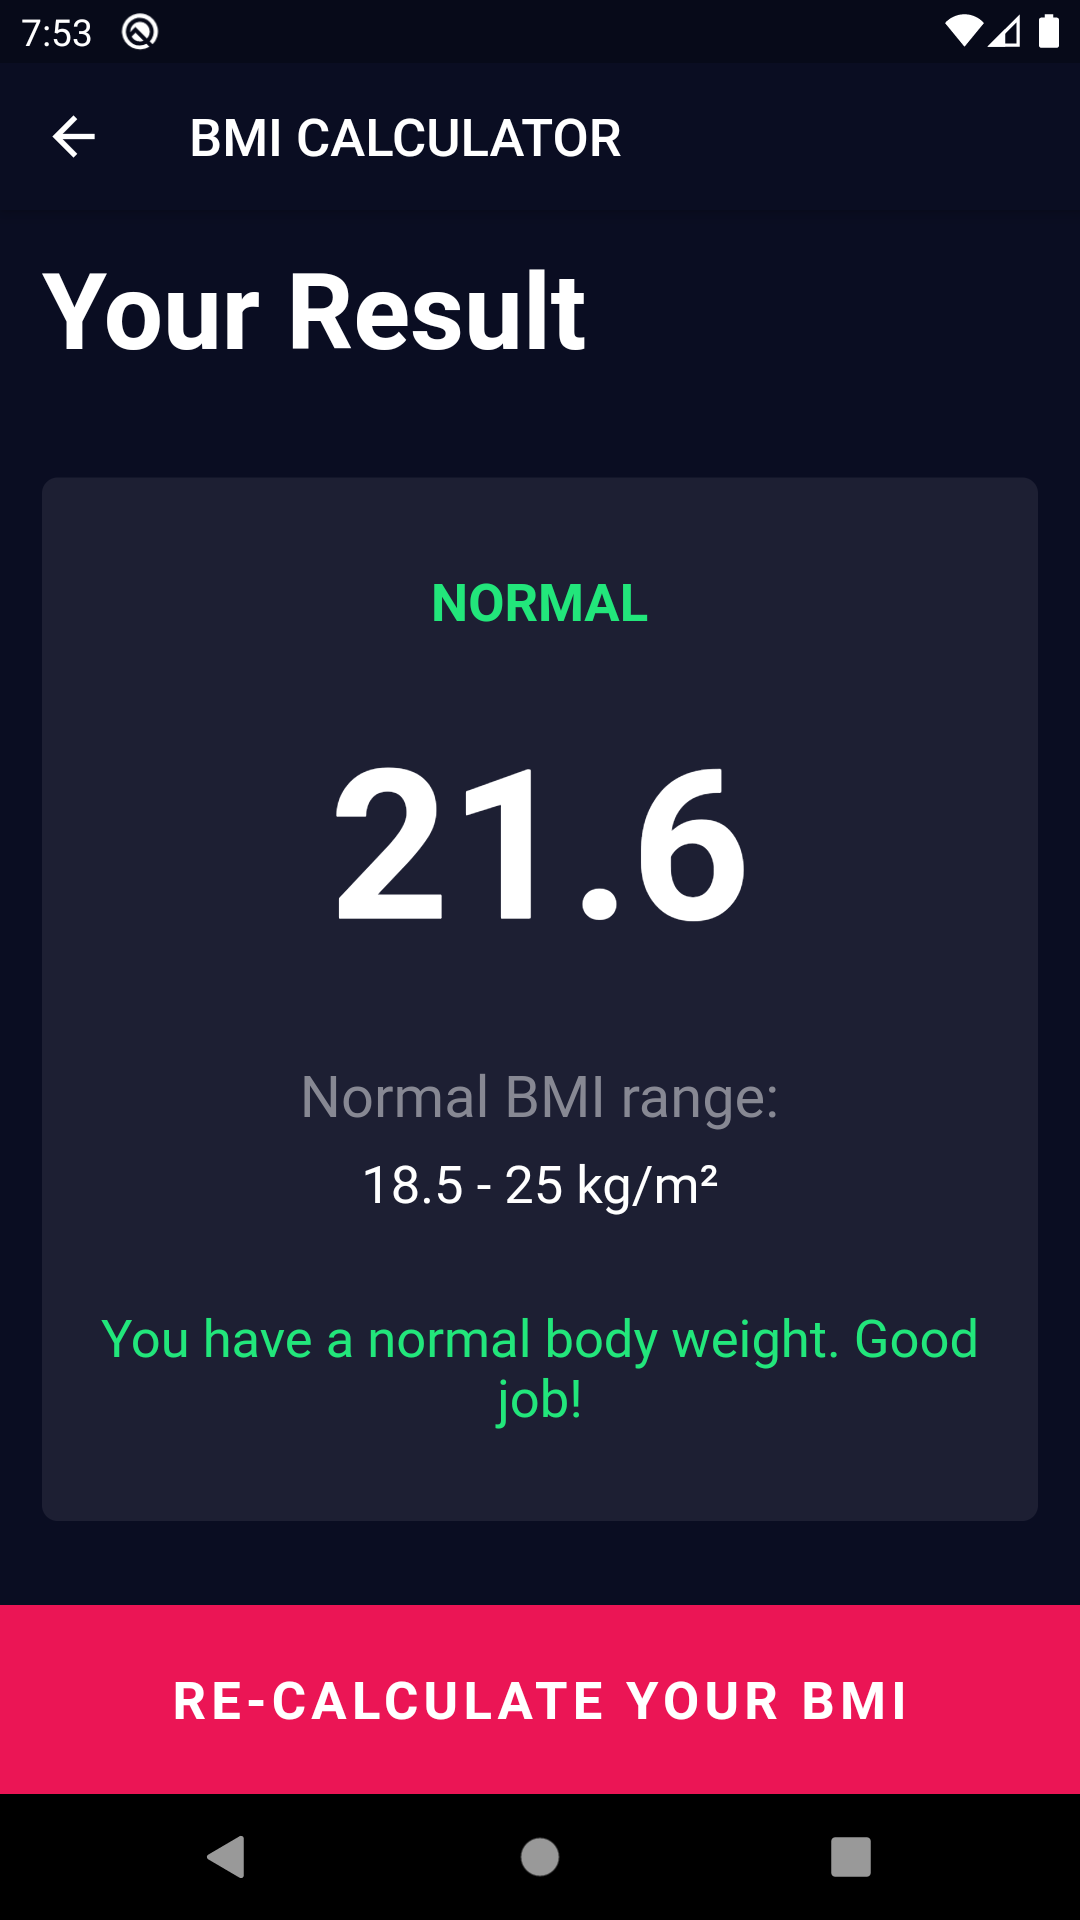 7:53
BMI CALCULATOR
Your Result
NORMAL
21.6
Normal BMI range:
18.5 - 25 kg/m²
You have a normal body weight. Good
job!
RE-CALCULATE YOUR BMI